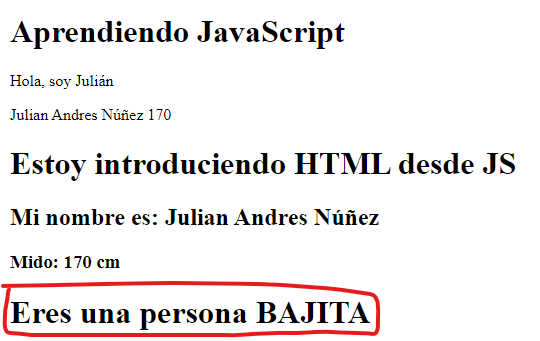 Aprendiendo JavaScript
Hola, soy Julián
Julian Andres Núñez 170
Estoy introduciendo HTML desde JS
Mi nombre es: Julian Andres Núñez
Mido: 170 cm
Eres una persona BAJITA